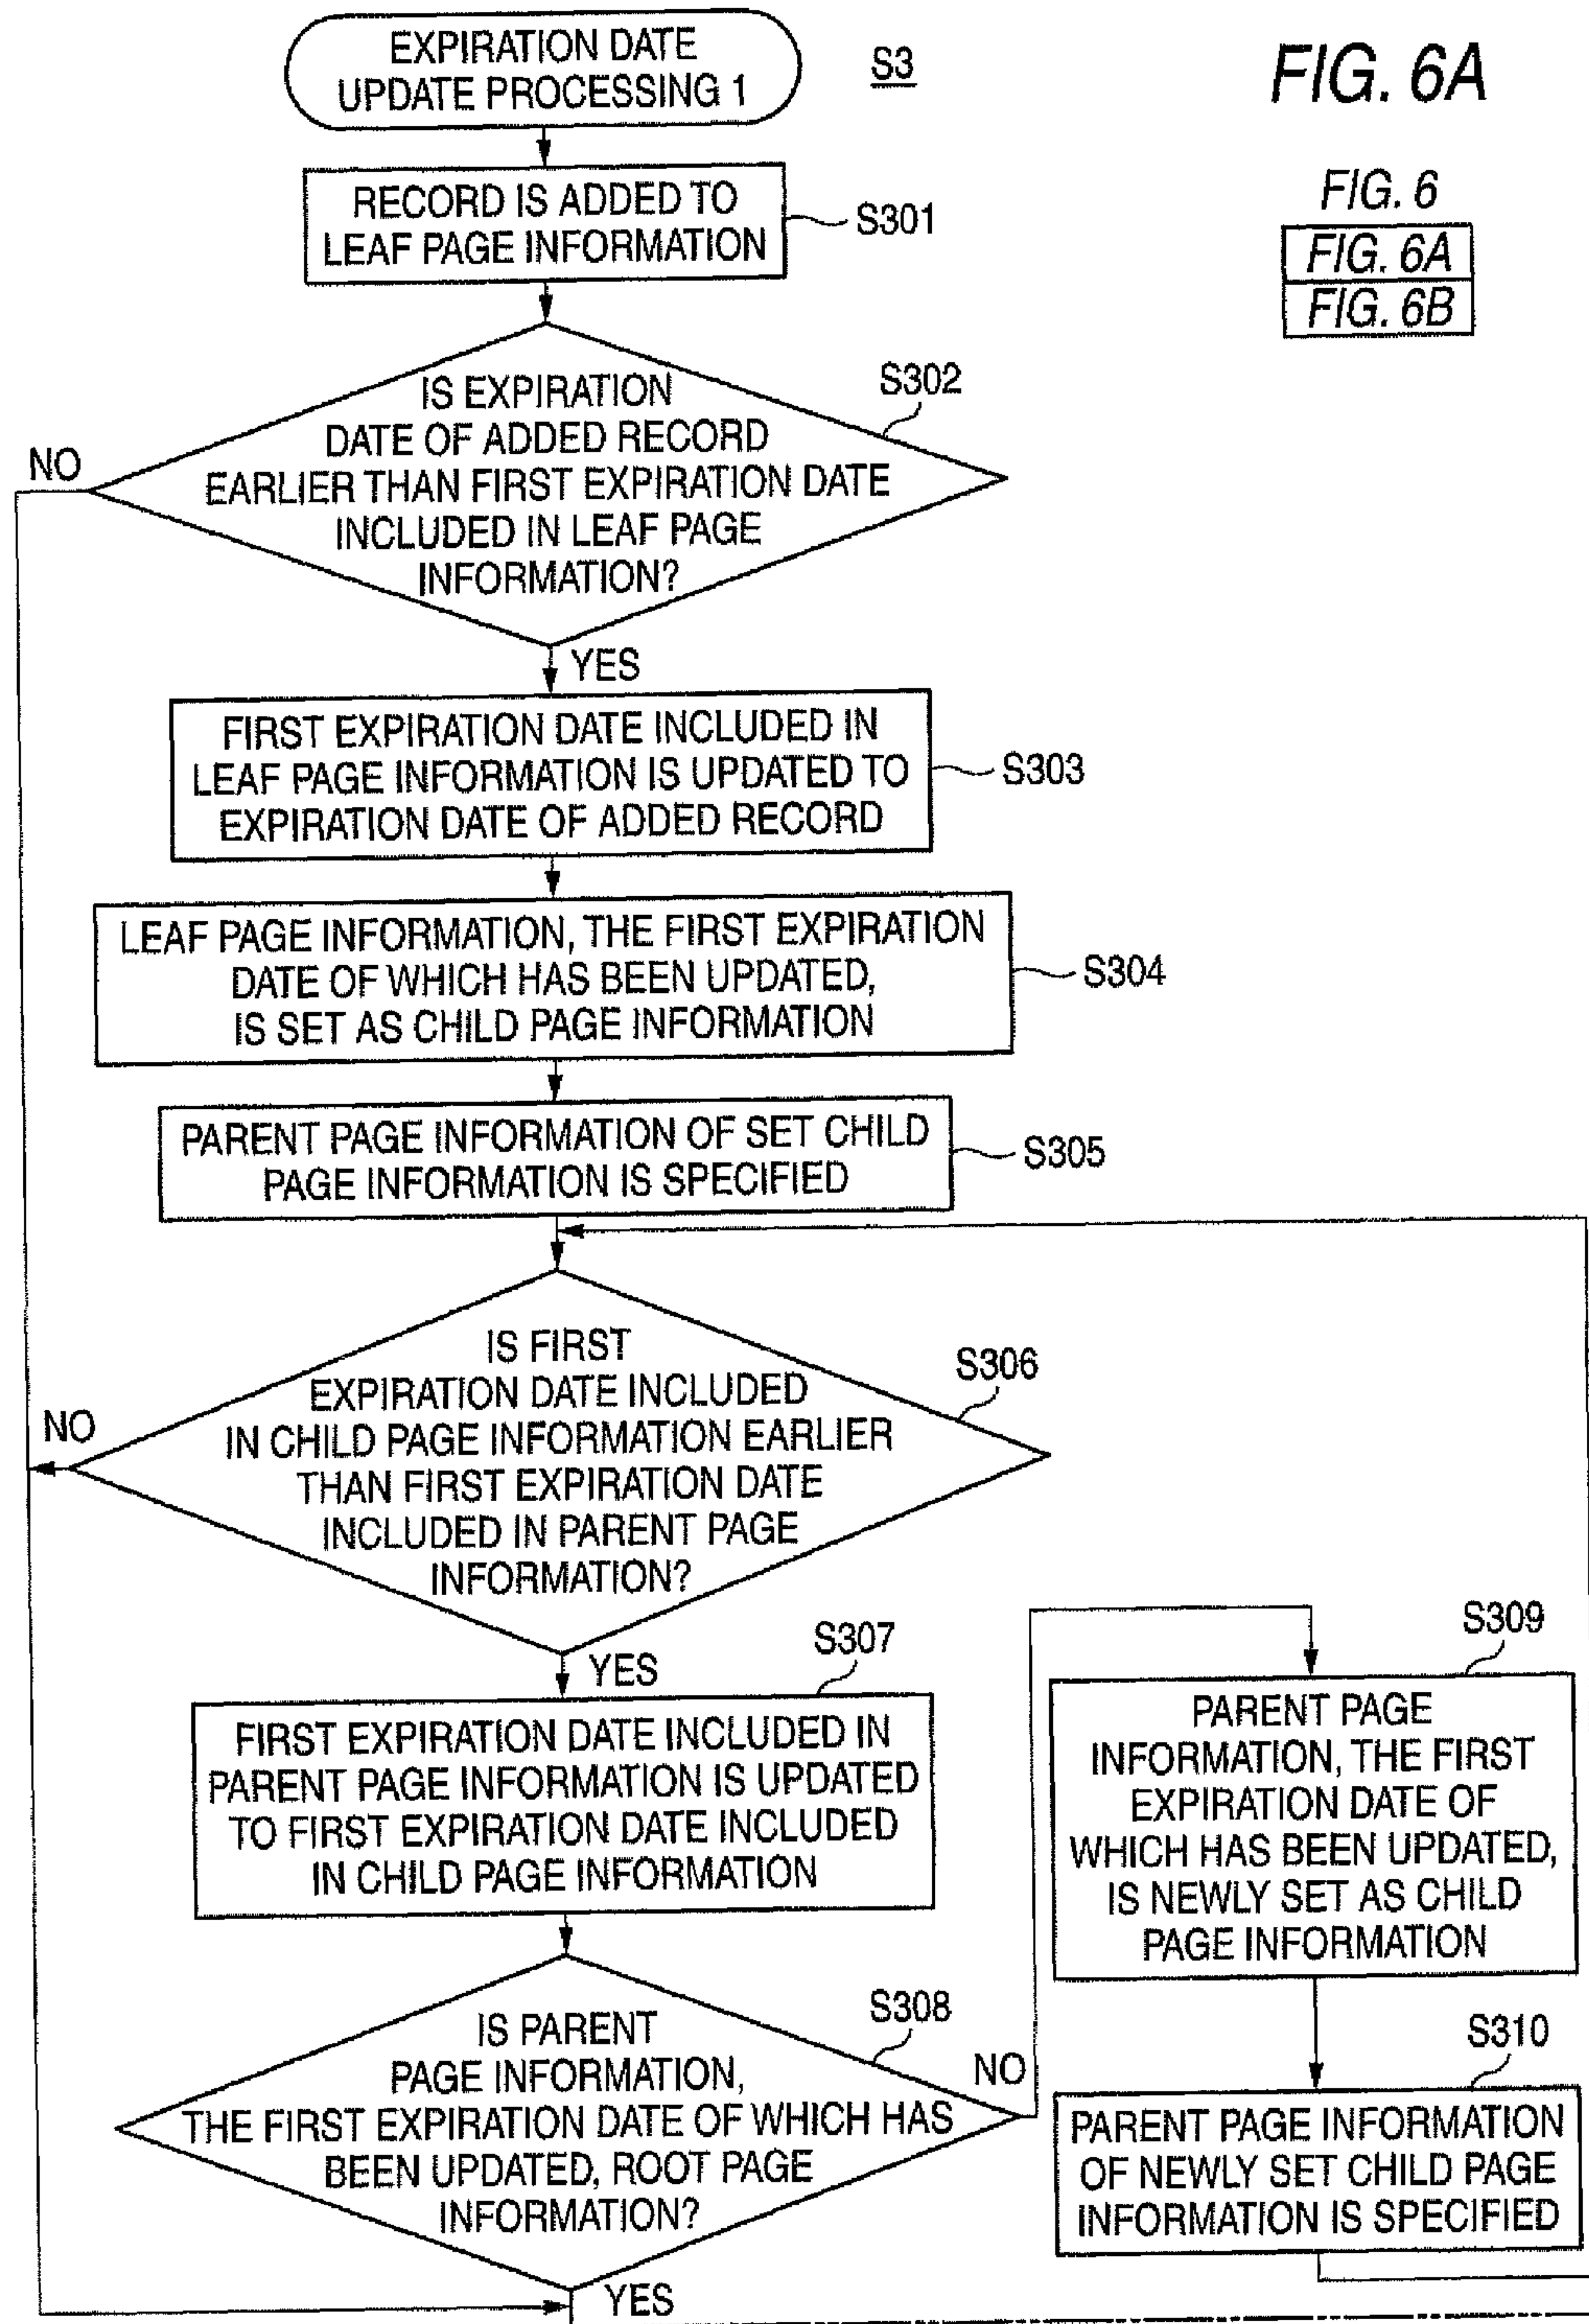 EXPIRATION DATE
UPDATE PROCESSING 1
S3
FIG. 6A
FIG. 6
FIG. 6A
FIG. 6B
RECORD IS ADDED TO
LEAF PAGE INFORMATION
S301
IS EXPIRATION
DATE OF ADDED RECORD
EARLIER THAN FIRST EXPIRATION DATE
INCLUDED IN LEAF PAGE
INFORMATION?
S302
NO
YES
FIRST EXPIRATION DATE INCLUDED IN
LEAF PAGE INFORMATION IS UPDATED TO
EXPIRATION DATE OF ADDED RECORD
S303
LEAF PAGE INFORMATION, THE FIRST EXPIRATION
DATE OF WHICH HAS BEEN UPDATED,
IS SET AS CHILD PAGE INFORMATION
S304
PARENT PAGE INFORMATION OF SET CHILD
PAGE INFORMATION IS SPECIFIED
S305
IS FIRST
EXPIRATION DATE INCLUDED
IN CHILD PAGE INFORMATION EARLIER
THAN FIRST EXPIRATION DATE
INCLUDED IN PARENT PAGE
INFORMATION?
S306
NO
YES
S307
FIRST EXPIRATION DATE INCLUDED IN
PARENT PAGE INFORMATION IS UPDATED
TO FIRST EXPIRATION DATE INCLUDED
IN CHILD PAGE INFORMATION
IS PARENT
PAGE INFORMATION,
THE FIRST EXPIRATION DATE OF WHICH HAS
BEEN UPDATED, ROOT PAGE
INFORMATION?
S308
NO
YES
S309
PARENT PAGE
INFORMATION, THE FIRST
EXPIRATION DATE OF
WHICH HAS BEEN UPDATED,
IS NEWLY SET AS CHILD
PAGE INFORMATION
S310
PARENT PAGE INFORMATION
OF NEWLY SET CHILD PAGE
INFORMATION IS SPECIFIED